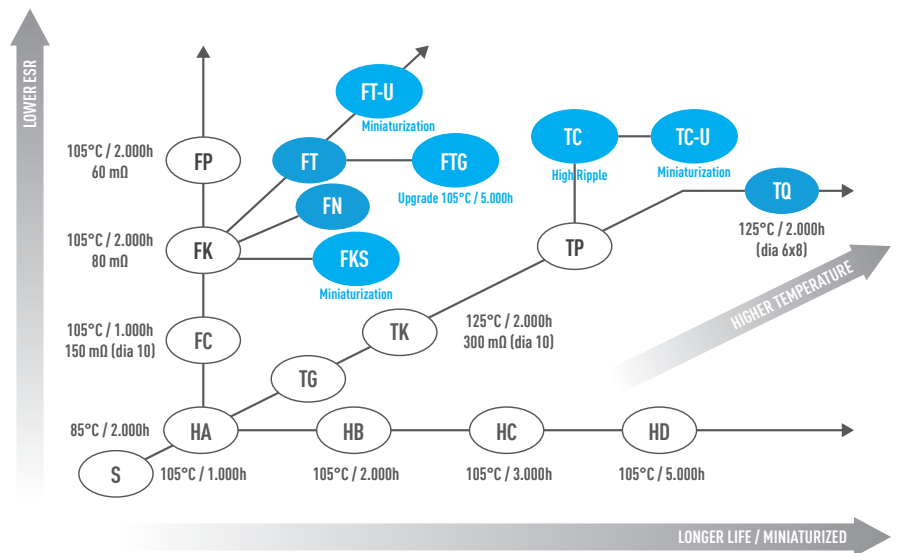 LOWER ESR
FT-U
Miniaturization
105°C / 2.000h
60 mΩ
FP
FT
FTG
Upgrade 105°C / 5.000h
TC
High Ripple
TC-U
Miniaturization
FN
TQ
125°C / 2.000h
(dia 6x8)
105°C / 2.000h
80 mΩ
FK
FKS
Miniaturization
TP
HIGHER TEMPERATURE
105°C / 1.000h
150 mΩ (dia 10)
FC
TK
125°C / 2.000h
300 mΩ (dia 10)
TG
85°C / 2.000h
HA
HB
HC
HD
S
105°C / 1.000h
105°C / 2.000h
105°C / 3.000h
105°C / 5.000h
LONGER LIFE / MINIATURIZED